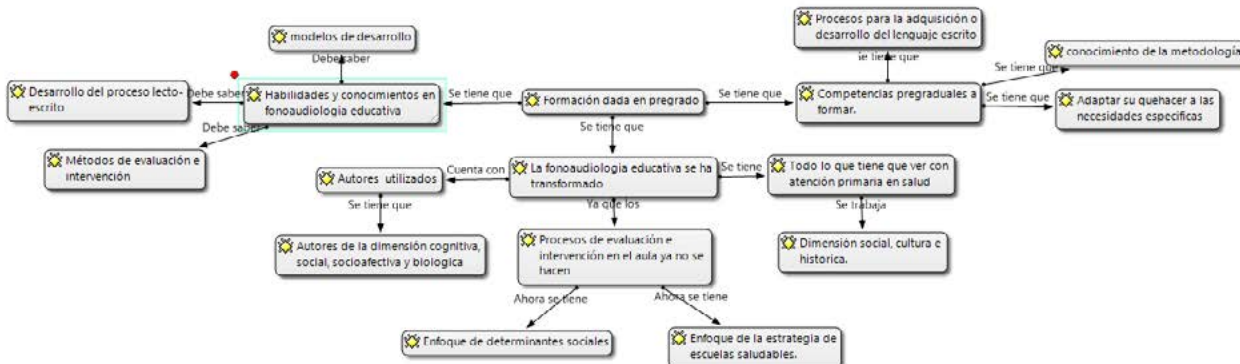 Procesos para la adquisición o
desarrollo del lenguaje escrito
modelos de desarrollo
Debe saber
ie tiene que
Se tiene que
conocimiento de la metodología
Desarrollo del proceso lecto-
escrito
Debe saber
Habilidades y conocimientos en
fonoaudiología educativa
Se tiene que
Formación dada en pregrado
Se tiene que
Competencias pregraduales a
formar.
Se tiene que
Adaptar su quehacer a las
necesidades especificas
Debe saber
Se tiene que
Métodos de evaluación e
intervención
Autores utilizados
Cuenta con
La fonoaudiologia educativa se ha
transformado
Se tiene
Todo lo que tiene que ver con
atención primaria en salud
Se tiene que
Ya que los
Se trabaja
Autores de la dimensión cognitiva,
social, socioafectiva y biologica
Procesos de evaluación e
intervención en el aula ya no se
hacen
Dimensión social, cultura e
historica.
Ahora se tiene
Ahora se tiene
Enfoque de determinantes sociales
Enfoque de la estrategia de
escuelas saludables.